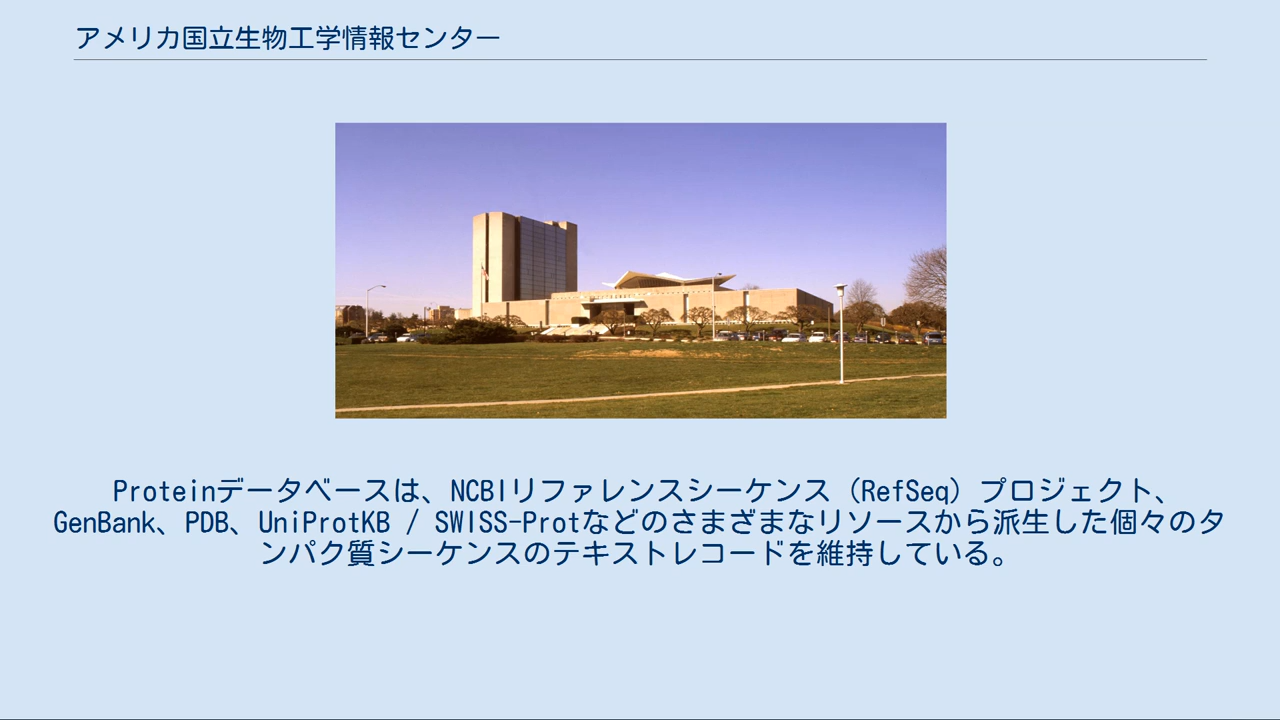 アメリカ国立生物工学情報センター
Proteinデータベースは、NCBIリファレンスシーケンス（RefSeq）プロジェクト、
GenBank、PDB、UniProtKB / SWISS-Protなどのさまざまなリソースから派生した個々のタ
ンパク質シーケンスのテキストレコードを維持している。